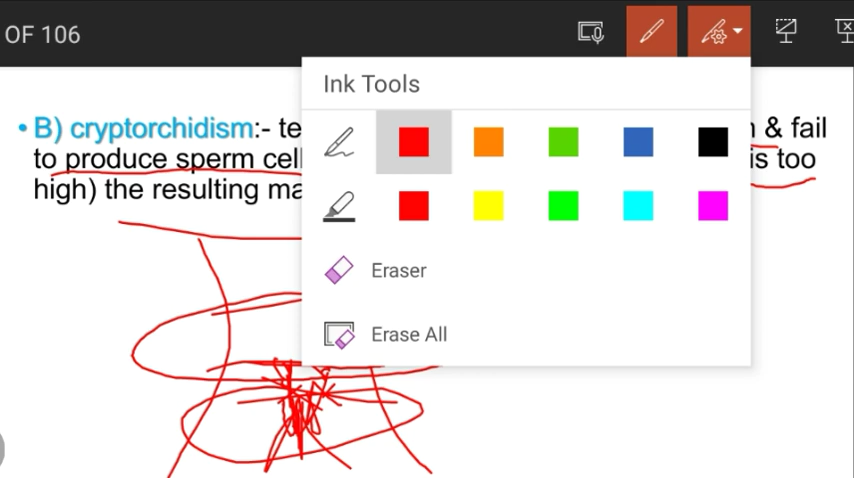 OF 106
Ink Tools
• B) cryptorchidism:- te & fail
to produce sperm cell is too
high) the resulting ma
Eraser
Erase All